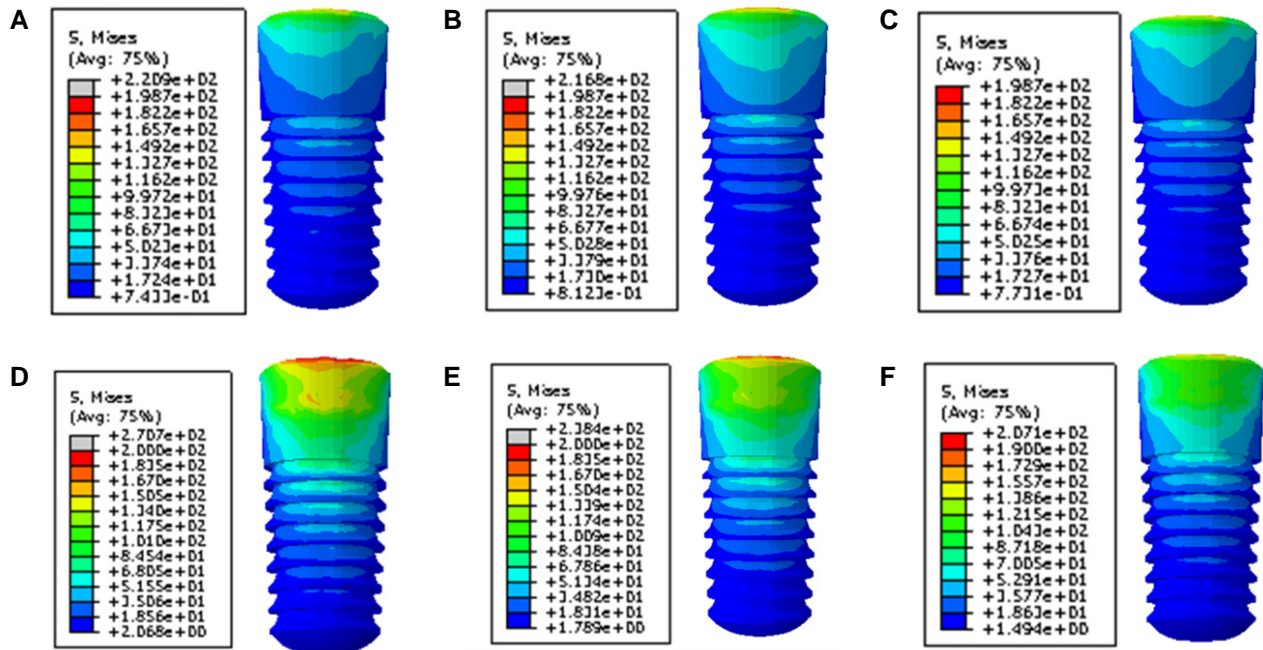 A
S, Mises
(Avg: 75%)
+2.209e+02
+1.987e+02
+1.822e+02
+1.657e+02
+1.492e+02
+1.327e+02
+1.162e+02
+9.972e+01
+8.323e+01
+6.673e+01
+5.023e+01
+3.374e+01
+1.724e+01
+7.433e-01
B
S, Mises
(Avg: 75%)
+2.168e+02
+1.987e+02
+1.822e+02
+1.657e+02
+1.492e+02
+1.327e+02
+1.162e+02
+9.976e+01
+8.327e+01
+6.677e+01
+5.028e+01
+3.379e+01
+1.730e+01
+8.123e-01
C
S, Mises
(Avg: 75%)
+1.987e+02
+1.822e+02
+1.657e+02
+1.492e+02
+1.327e+02
+1.162e+02
+9.973e+01
+8.323e+01
+6.674e+01
+5.025e+01
+3.376e+01
+1.727e+01
+7.731e-01
D
S, Mises
(Avg: 75%)
+2.707e+02
+2.000e+02
+1.835e+02
+1.670e+02
+1.505e+02
+1.340e+02
+1.175e+02
+1.010e+02
+8.454e+01
+6.805e+01
+5.155e+01
+3.506e+01
+1.856e+01
+2.068e+00
E
S, Mises
(Avg: 75%)
+2.384e+02
+2.000e+02
+1.835e+02
+1.670e+02
+1.504e+02
+1.339e+02
+1.174e+02
+1.009e+02
+8.438e+01
+6.786e+01
+5.134e+01
+3.482e+01
+1.831e+01
+1.789e+00
F
S, Mises
(Avg: 75%)
+2.071e+02
+1.900e+02
+1.729e+02
+1.557e+02
+1.386e+02
+1.215e+02
+1.043e+02
+8.718e+01
+7.005e+01
+5.291e+01
+3.577e+01
+1.863e+01
+1.494e+00